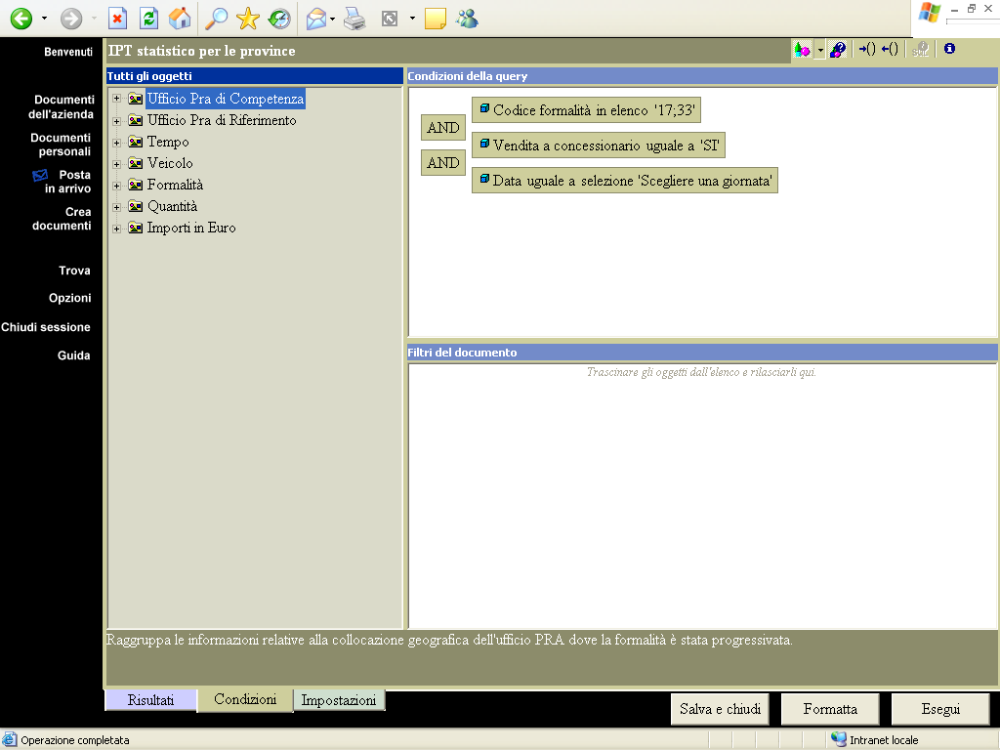 Benvenuti
Documenti
dell'azienda
Documenti
personali
Posta
in arrivo
Crea
documenti
Trova
Opzioni
Chiudi sessione
Guida
IPT statistico per le province
Tutti gli oggetti
Ufficio Pra di Competenza
Ufficio Pra di Riferimento
Tempo
Veicolo
Formalità
Quantità
Importi in Euro
Condizioni della query
Codice formalità in elenco '17;33'
AND
Vendita a concessionario uguale a 'SI'
AND
Data uguale a selezione 'Scegliere una giornata'
Filtri del documento
Trascinare gli oggetti dall'elenco e rilasciarli qui.
Raggruppa le informazioni relative alla collocazione geografica dell'ufficio PRA dove la formalità è stata progressivata.
Risultati
Condizioni
Impostazioni
Salva e chiudi
Formatta
Esegui
Operazione completata
Intranet locale